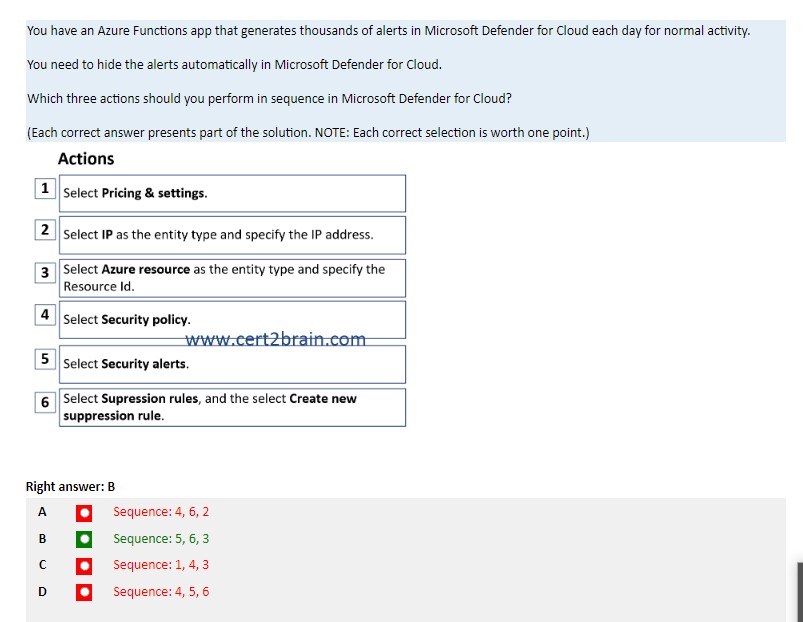 You have an Azure Functions app that generates thousands of alerts in Microsoft Defender for Cloud each day for normal activity.
You need to hide the alerts automatically in Microsoft Defender for Cloud.
Which three actions should you perform in sequence in Microsoft Defender for Cloud?
(Each correct answer presents part of the solution. NOTE: Each correct selection is worth one point.)
Actions
1 Select Pricing & settings.
2 Select IP as the entity type and specify the IP address.
3 Select Azure resource as the entity type and specify the
Resource Id.
4 Select Security policy.
www.cert2brain.com
5 Select Security alerts.
6 Select Supression rules, and the select Create new
suppression rule.
Right answer: B
A Sequence: 4, 6, 2
B Sequence: 5, 6, 3
C Sequence: 1, 4, 3
D Sequence: 4, 5, 6